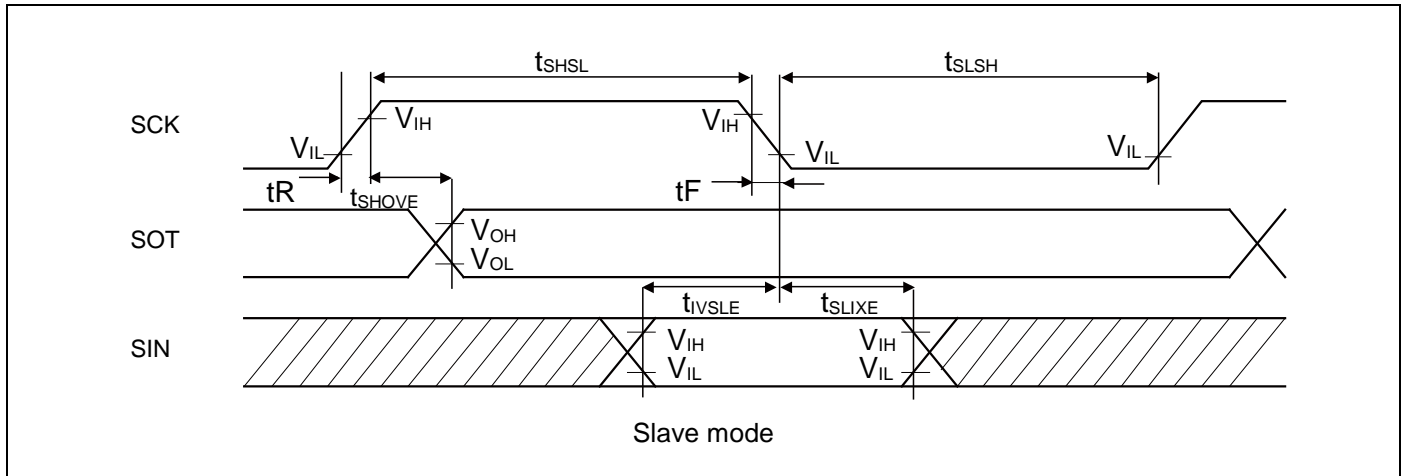 tSHSL
tSLSH
SCK
VIH
VIH
VIL
VIL
VIL
tR
tSHOVE
tF
SOT
VOH
VOL
tIVSLE
tSLIXE
SIN
VIH
VIH
VIL
VIL
Slave mode